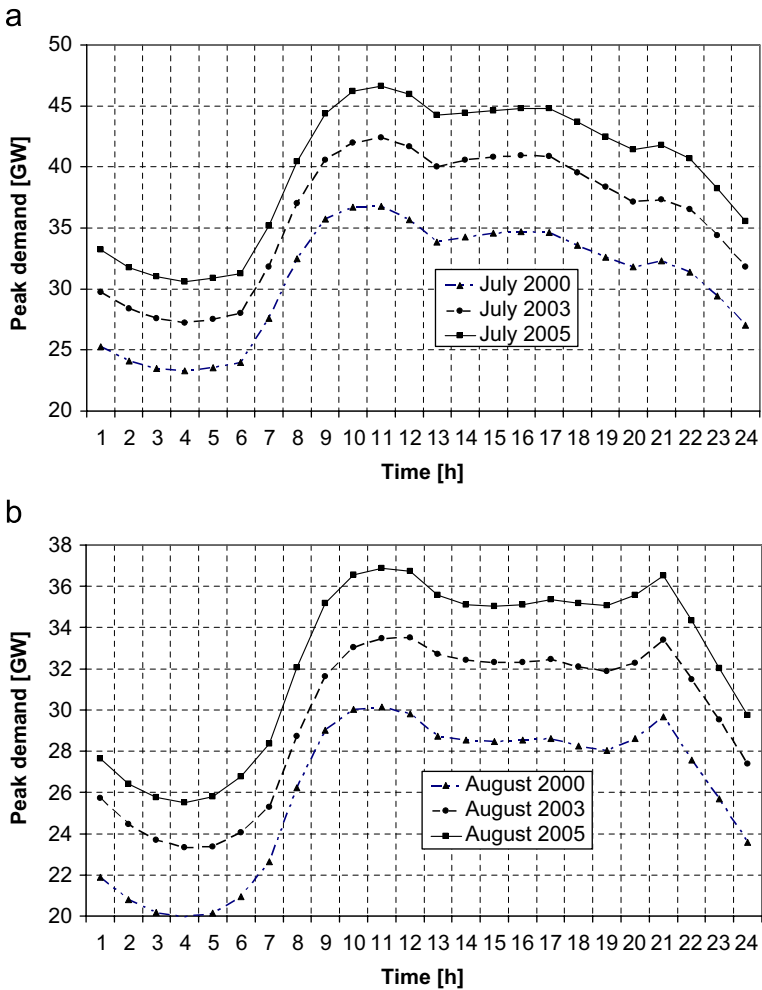 a
50
45
40
35
30
25
20
Peak demand [GW]
July 2000
July 2003
July 2005
1 2 3 4 5 6 7 8 9 10 11 12 13 14 15 16 17 18 19 20 21 22 23 24
Time [h]
b
38
36
34
32
30
28
26
24
22
20
Peak demand [GW]
August 2000
August 2003
August 2005
1 2 3 4 5 6 7 8 9 10 11 12 13 14 15 16 17 18 19 20 21 22 23 24
Time [h]